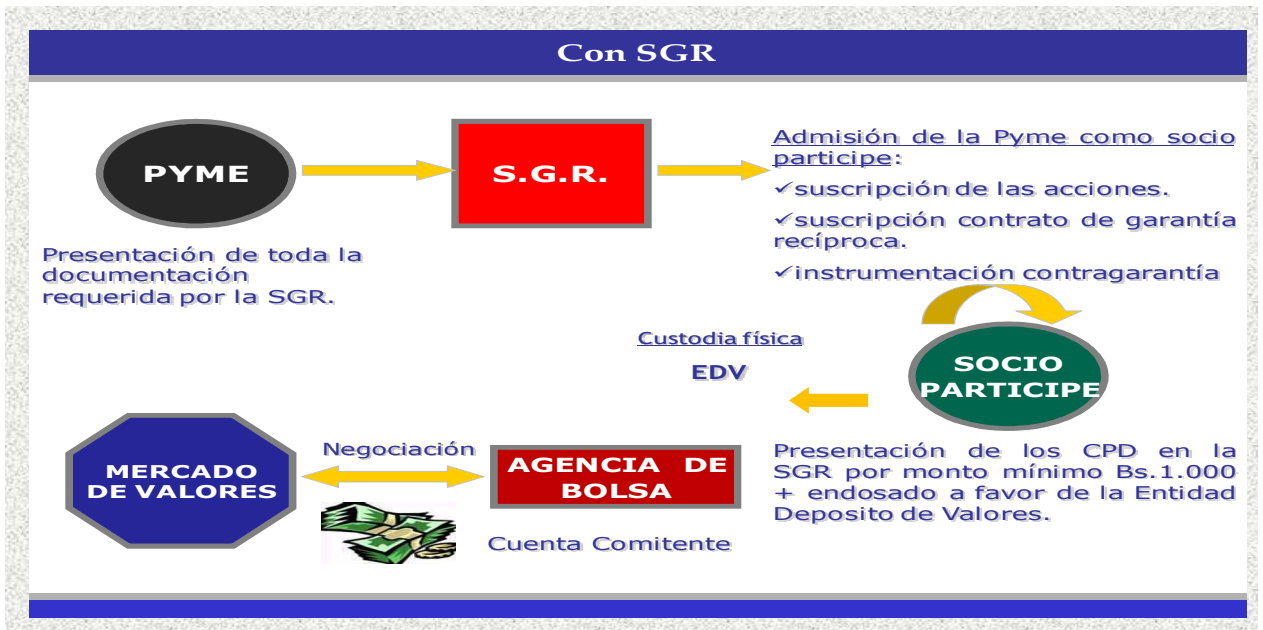 Con SGR
PYME
S.G.R.
Admisión de la Pyme como socio
participe:
✓suscripción de las acciones.
✓suscripción contrato de garantía
recíproca.
✓instrumentación contragarantía
Presentación de toda la
documentación
requerida por la SGR.
Custodia física
EDV
SOCIO
PARTICIPE
Presentación de los CPD en la
SGR por monto mínimo Bs.1.000
+ endosado a favor de la Entidad
Deposito de Valores.
MERCADO
DE VALORES
Negociación
AGENCIA DE
BOLSA
Cuenta Comitente